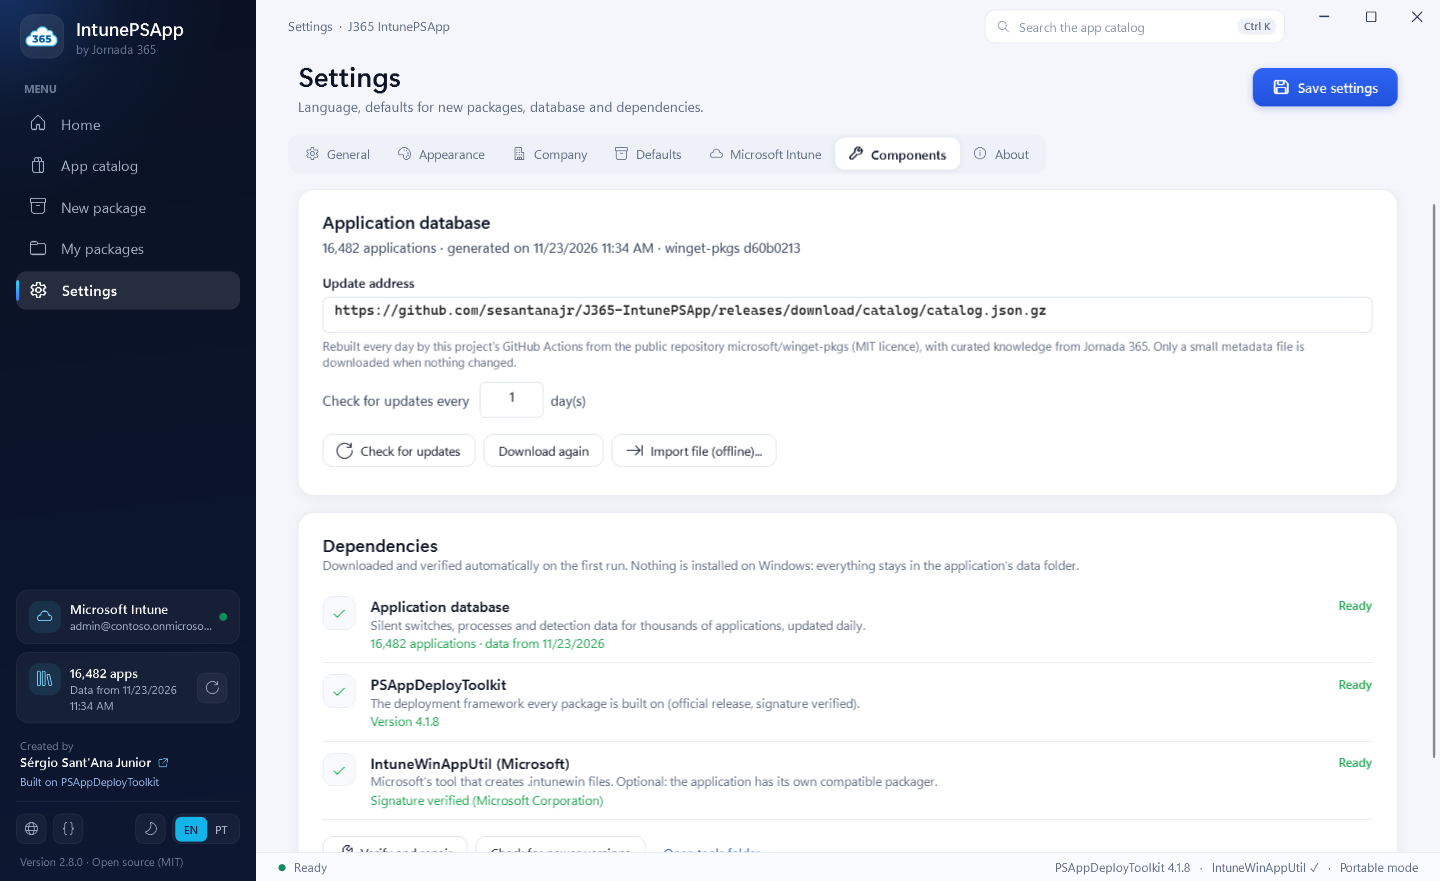 IntunePSApp
by Jornada 365
365
MENU
Home
App catalog
New package
My packages
Settings
Microsoft Intune
admin@contoso.onmicroso...
16,482 apps
Data from 11/23/2026
11:34 AM
Created by
Sérgio Sant'Ana Junior
Built on PSAppDeployToolkit
{}
EN PT
Version 2.8.0 · Open source (MIT)
Settings · J365 IntunePSApp
Search the app catalog Ctrl K
Settings
Language, defaults for new packages, database and dependencies.
Save settings
General Appearance Company Defaults Microsoft Intune Components About
Application database
16,482 applications · generated on 11/23/2026 11:34 AM · winget-pkgs d60b0213
Update address
https://github.com/sesantanajr/J365-IntunePSApp/releases/download/catalog/catalog.json.gz
Rebuilt every day by this project's GitHub Actions from the public repository microsoft/winget-pkgs (MIT licence), with curated knowledge from Jornada 365. Only a small metadata file is
downloaded when nothing changed.
Check for updates every 1 day(s)
Check for updates Download again Import file (offline)...
Dependencies
Downloaded and verified automatically on the first run. Nothing is installed on Windows: everything stays in the application's data folder.
Application database Ready
Silent switches, processes and detection data for thousands of applications, updated daily.
16,482 applications · data from 11/23/2026
PSAppDeployToolkit Ready
The deployment framework every package is built on (official release, signature verified).
Version 4.1.8
IntuneWinAppUtil (Microsoft) Ready
Microsoft's tool that creates .intunewin files. Optional: the application has its own compatible packager.
Signature verified (Microsoft Corporation)
Verify and repair Check for newer versions Open tools folder
Ready
PSAppDeployToolkit 4.1.8 · IntuneWinAppUtil ✓ · Portable mode